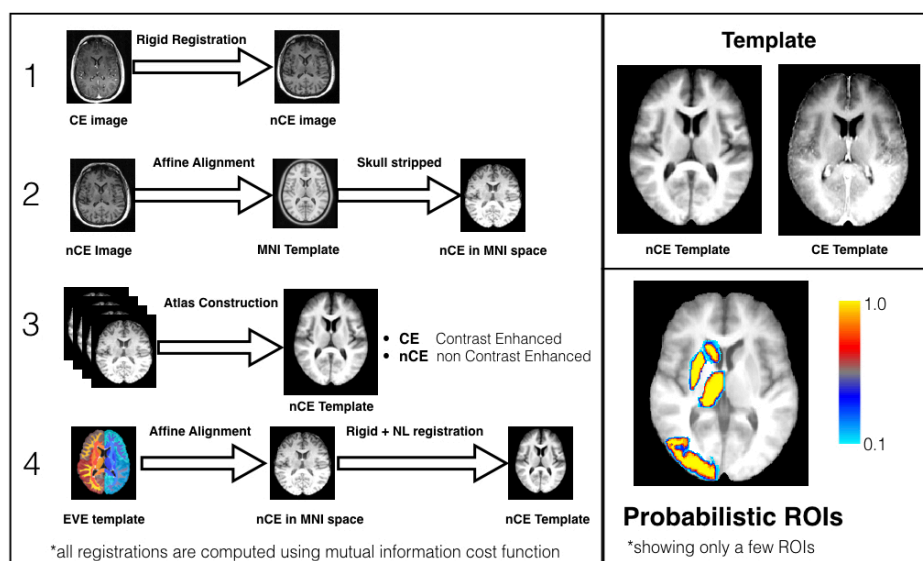 1
Rigid Registration
CE image
nCE image
2
Affine Alignment
Skull stripped
nCE Image
MNI Template
nCE in MNI space
3
Atlas Construction
nCE Template
• CE Contrast Enhanced
• nCE non Contrast Enhanced
4
Affine Alignment
Rigid + NL registration
EVE template
nCE in MNI space
nCE Template
*all registrations are computed using mutual information cost function
Template
nCE Template
CE Template
1.0
0.1
Probabilistic ROIs
*showing only a few ROIs